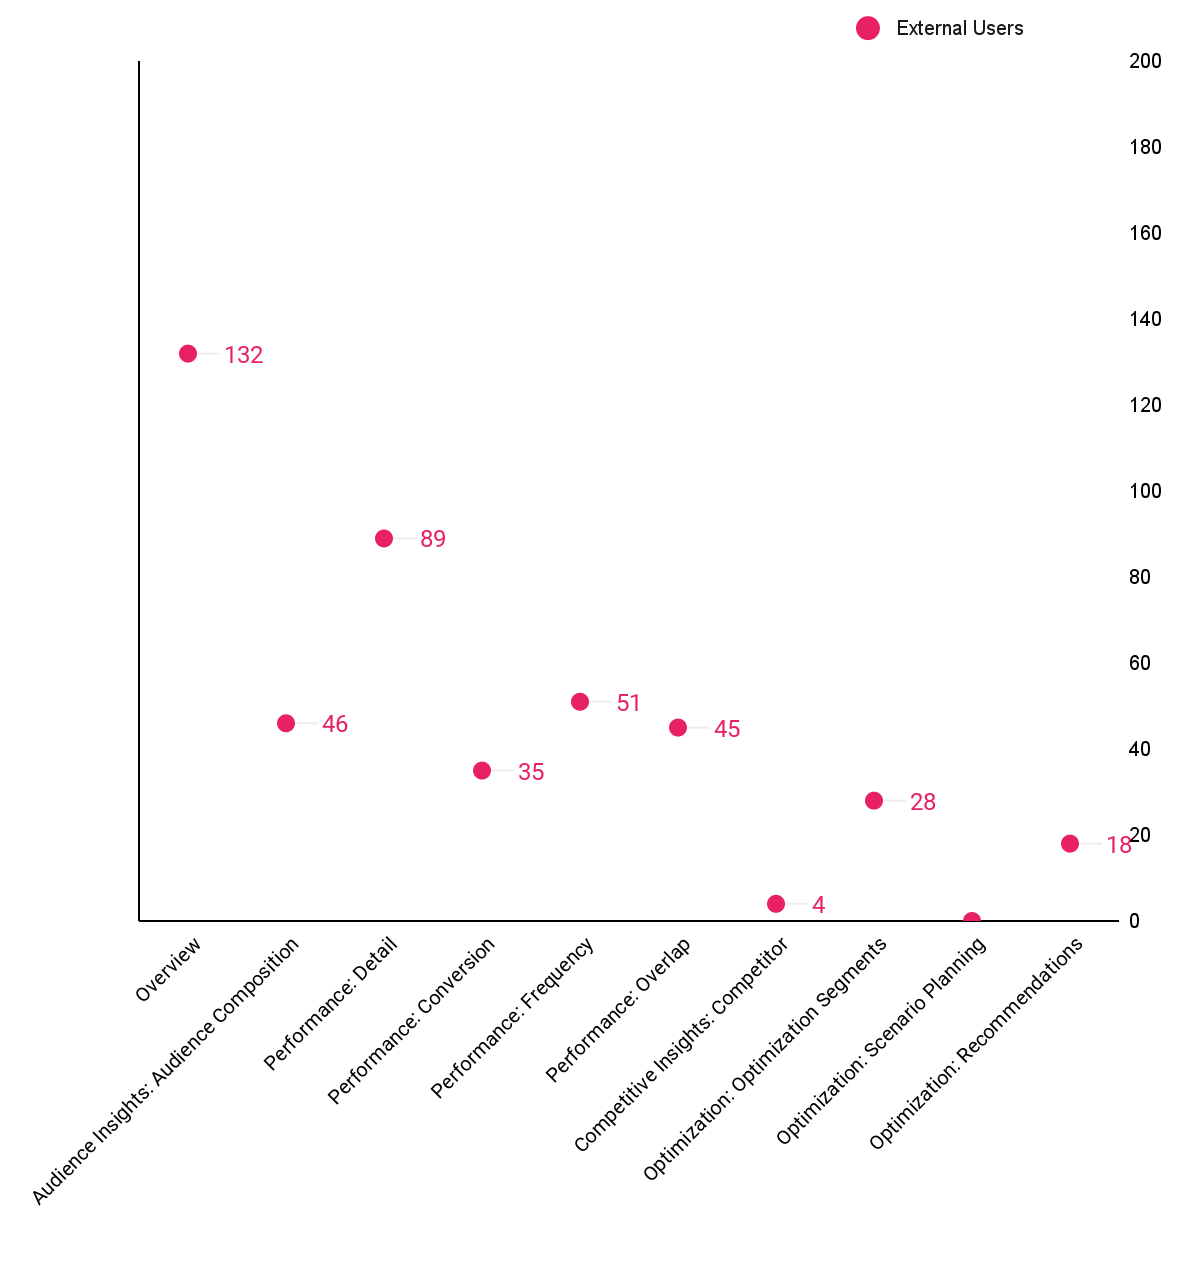 External Users
200
180
160
140
120
100
80
60
40
20
0
132
46
89
35
51
45
4
28
18
Overview
Audience Insights: Audience Composition
Performance: Detail
Performance: Conversion
Performance: Frequency
Performance: Overlap
Competitive Insights: Competitor
Optimization: Optimization Segments
Optimization: Scenario Planning
Optimization: Recommendations